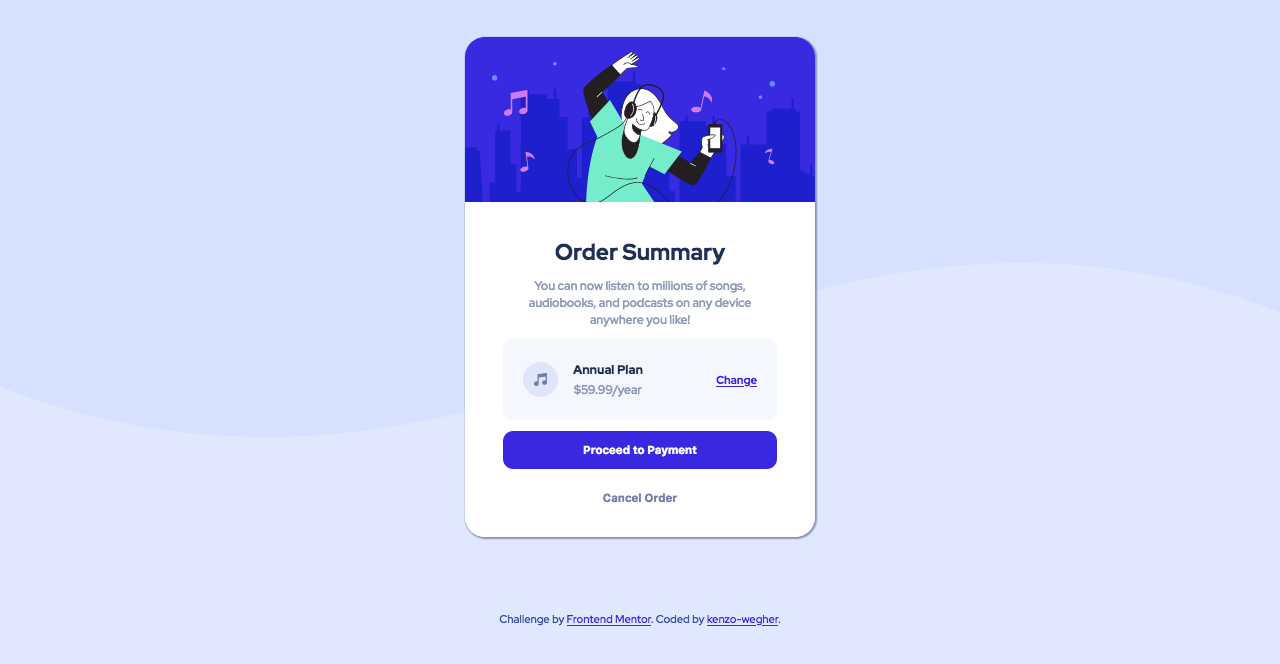 Order Summary
You can now listen to millions of songs,
audiobooks, and podcasts on any device
anywhere you like!
Annual Plan
$59.99/year
Change
Proceed to Payment
Cancel Order
Challenge by Frontend Mentor. Coded by kenzo-wegher.